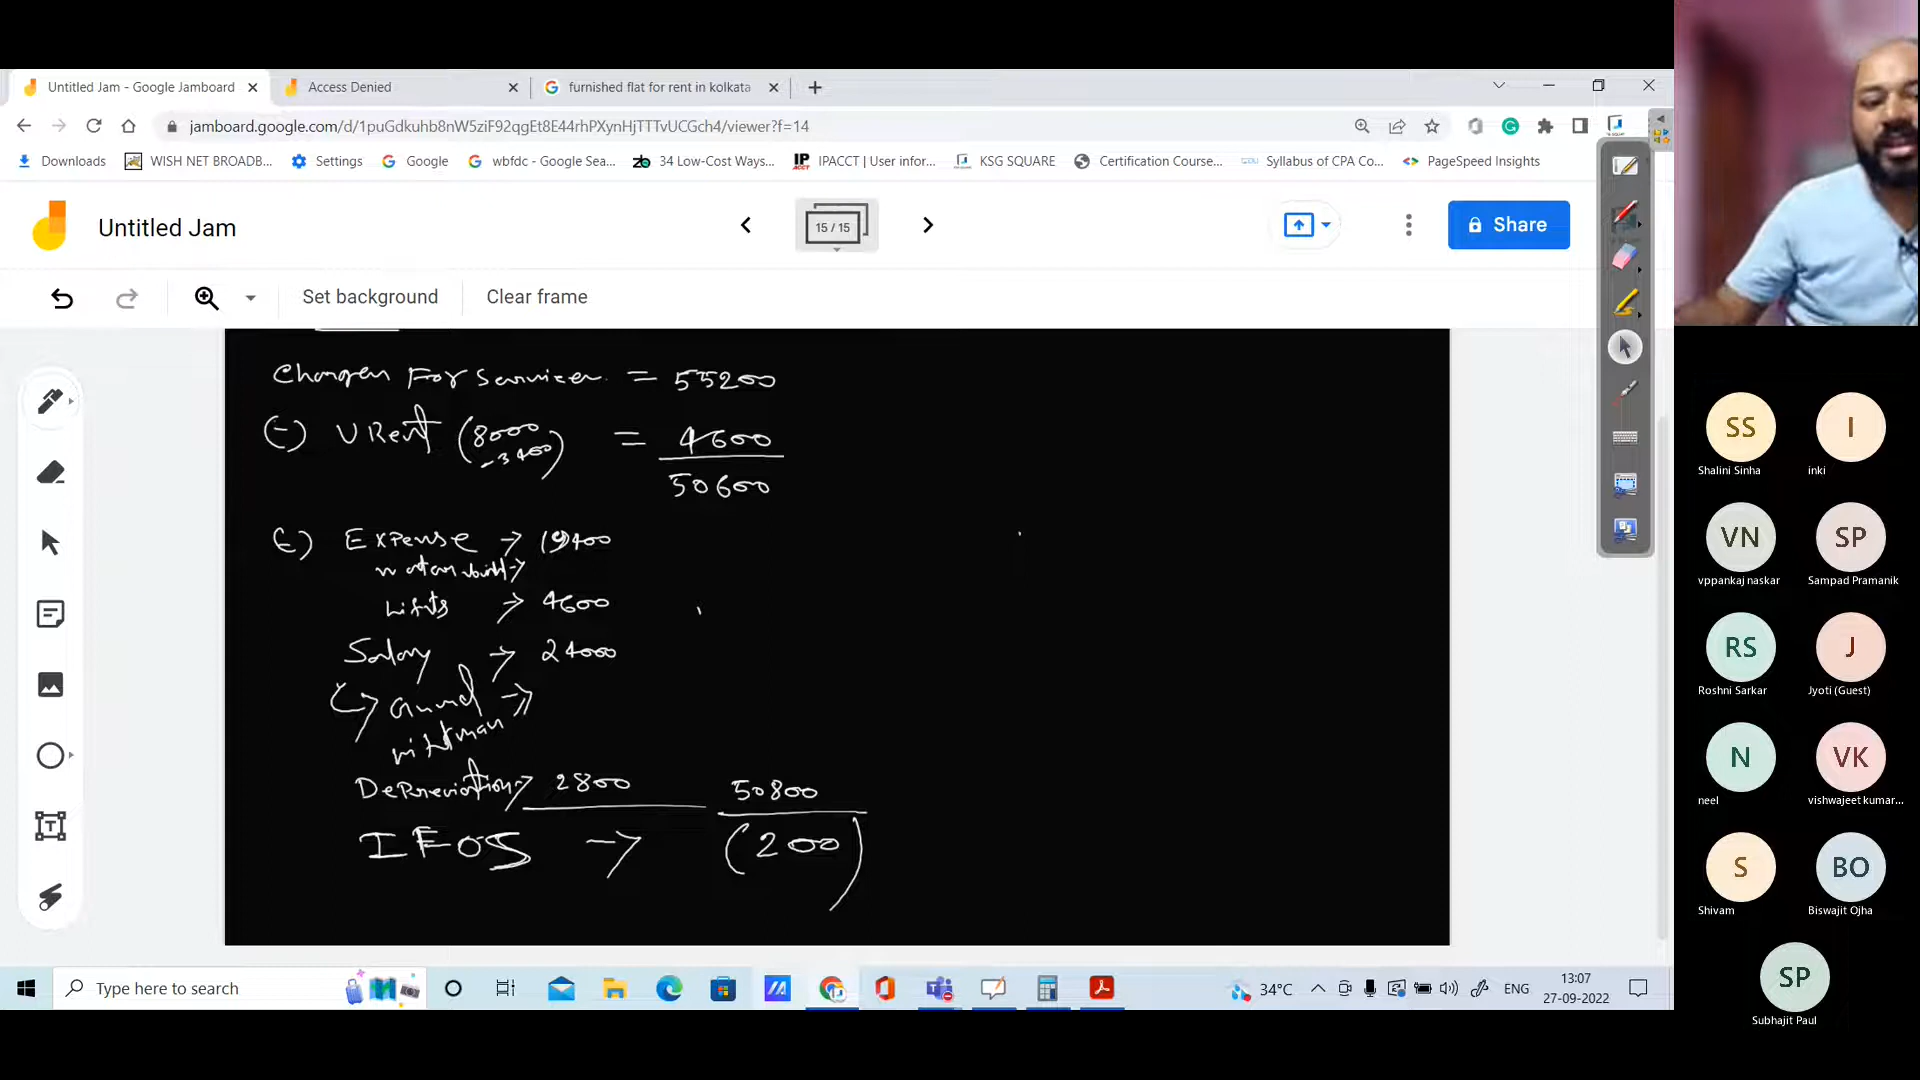 Untitled Jam - Google Jamboard
Access Denied
furnished flat for rent in kolkata
jamboard.google.com/d/1puGdkuhb8nW5ziF92qgEt8E44rhPXynHjTTTvUCGch4/viewer?f=14
Downloads WISH NET BROADB... Settings Google wbfdc - Google Sea... 34 Low-Cost Ways... IPACCT | User infor... KSG SQUARE Certification Course... Syllabus of CPA Co... PageSpeed Insights
Untitled Jam
15 / 15
Share
Set background Clear frame
Charges For Services = 55200
(-) U Rent (8000 - 3400) = 4600
50600
(-) Expense → 19400
Lifts → 4600
Salary → 24000
Depreciation → 2800 50800
IFOS → (200)
SS
Shalini Sinha
I
inki
VN
vppankaj naskar
SP
Sampad Pramanik
RS
Roshni Sarkar
J
Jyoti (Guest)
N
neel
VK
vishwajeet kumar...
S
Shivam
BO
Biswajit Ojha
SP
Subhajit Paul
Type here to search
34°C
ENG
13:07
27-09-2022